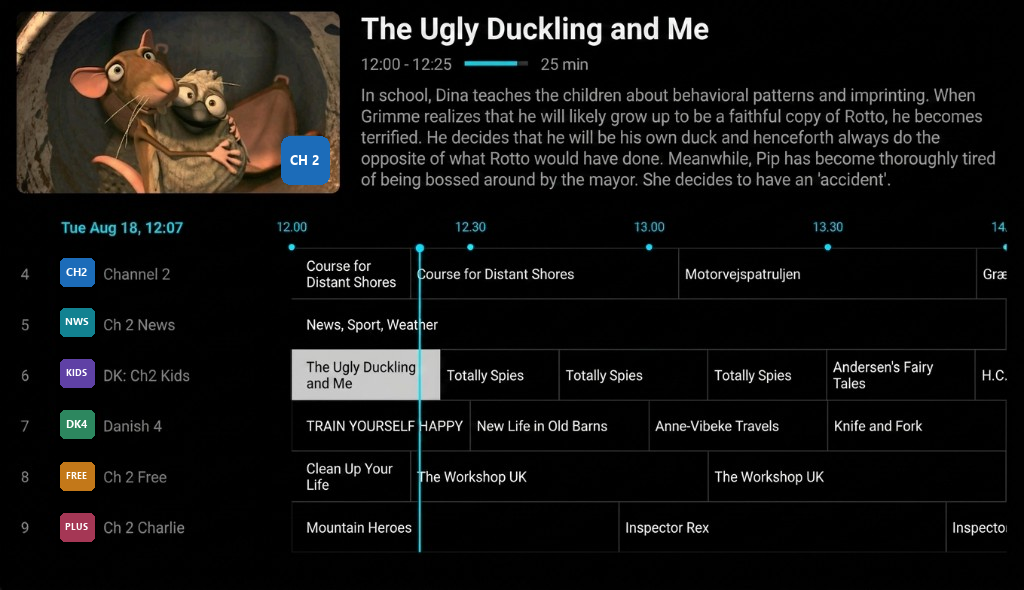 The Ugly Duckling and Me
12:00 - 12:25 25 min
In school, Dina teaches the children about behavioral patterns and imprinting. When
Grimme realizes that he will likely grow up to be a faithful copy of Rotto, he becomes
terrified. He decides that he will be his own duck and henceforth always do the
opposite of what Rotto would have done. Meanwhile, Pip has become thoroughly tired
of being bossed around by the mayor. She decides to have an 'accident'.
CH 2
Tue Aug 18, 12:07 12.00 12.30 13.00 13.30 14.
4 CH2 Channel 2
Course for
Distant Shores
Course for Distant Shores
Motorvejspatruljen
Græ
5 NWS Ch 2 News
News, Sport, Weather
6 KIDS DK: Ch2 Kids
The Ugly Duckling
and Me
Totally Spies
Totally Spies
Totally Spies
Andersen's Fairy
Tales
H.C.
7 DK4 Danish 4
TRAIN YOURSELF HAPPY
New Life in Old Barns
Anne-Vibeke Travels
Knife and Fork
8 FREE Ch 2 Free
Clean Up Your
Life
The Workshop UK
The Workshop UK
9 PLUS Ch 2 Charlie
Mountain Heroes
Inspector Rex
Inspecto